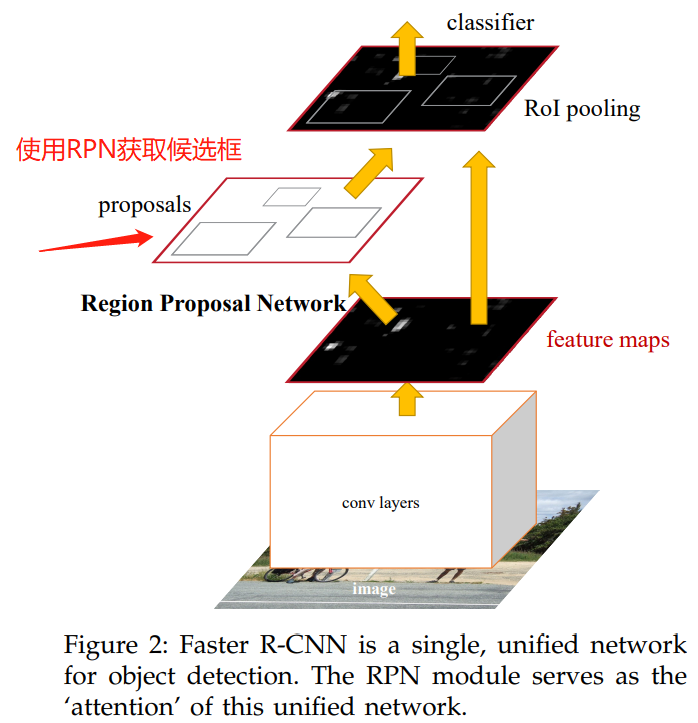 classifier
RoI pooling
使用RPN获取候选框
proposals
Region Proposal Network
feature maps
conv layers
image
Figure 2: Faster R-CNN is a single, unified network
for object detection. The RPN module serves as the
‘attention’ of this unified network.